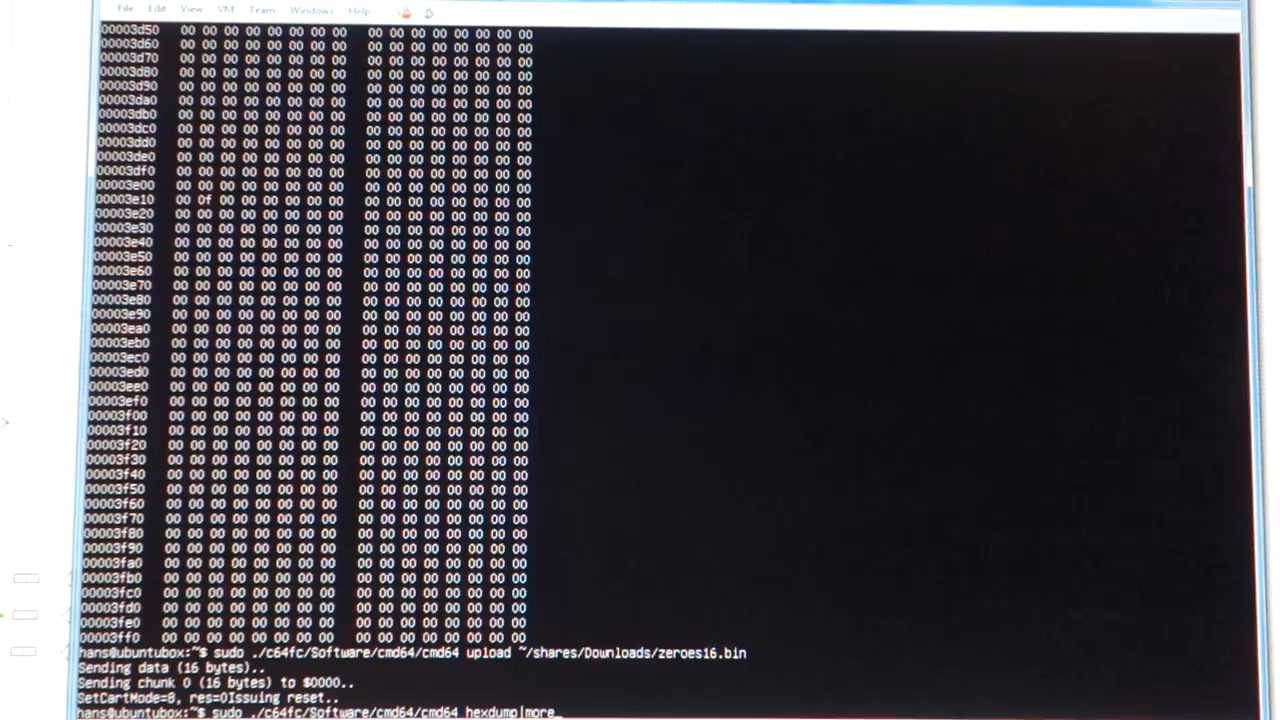 File Edit View VM Team Windows Help
00003d50 00 00 00 00 00 00 00 00 00 00 00 00 00 00 00 00
00003d60 00 00 00 00 00 00 00 00 00 00 00 00 00 00 00 00
00003d70 00 00 00 00 00 00 00 00 00 00 00 00 00 00 00 00
00003d80 00 00 00 00 00 00 00 00 00 00 00 00 00 00 00 00
00003d90 00 00 00 00 00 00 00 00 00 00 00 00 00 00 00 00
00003da0 00 00 00 00 00 00 00 00 00 00 00 00 00 00 00 00
00003db0 00 00 00 00 00 00 00 00 00 00 00 00 00 00 00 00
00003dc0 00 00 00 00 00 00 00 00 00 00 00 00 00 00 00 00
00003dd0 00 00 00 00 00 00 00 00 00 00 00 00 00 00 00 00
00003de0 00 00 00 00 00 00 00 00 00 00 00 00 00 00 00 00
00003df0 00 00 00 00 00 00 00 00 00 00 00 00 00 00 00 00
00003e00 00 00 00 00 00 00 00 00 00 00 00 00 00 00 00 00
00003e10 00 0f 00 00 00 00 00 00 00 00 00 00 00 00 00 00
00003e20 00 00 00 00 00 00 00 00 00 00 00 00 00 00 00 00
00003e30 00 00 00 00 00 00 00 00 00 00 00 00 00 00 00 00
00003e40 00 00 00 00 00 00 00 00 00 00 00 00 00 00 00 00
00003e50 00 00 00 00 00 00 00 00 00 00 00 00 00 00 00 00
00003e60 00 00 00 00 00 00 00 00 00 00 00 00 00 00 00 00
00003e70 00 00 00 00 00 00 00 00 00 00 00 00 00 00 00 00
00003e80 00 00 00 00 00 00 00 00 00 00 00 00 00 00 00 00
00003e90 00 00 00 00 00 00 00 00 00 00 00 00 00 00 00 00
00003ea0 00 00 00 00 00 00 00 00 00 00 00 00 00 00 00 00
00003eb0 00 00 00 00 00 00 00 00 00 00 00 00 00 00 00 00
00003ec0 00 00 00 00 00 00 00 00 00 00 00 00 00 00 00 00
00003ed0 00 00 00 00 00 00 00 00 00 00 00 00 00 00 00 00
00003ee0 00 00 00 00 00 00 00 00 00 00 00 00 00 00 00 00
00003ef0 00 00 00 00 00 00 00 00 00 00 00 00 00 00 00 00
00003f00 00 00 00 00 00 00 00 00 00 00 00 00 00 00 00 00
00003f10 00 00 00 00 00 00 00 00 00 00 00 00 00 00 00 00
00003f20 00 00 00 00 00 00 00 00 00 00 00 00 00 00 00 00
00003f30 00 00 00 00 00 00 00 00 00 00 00 00 00 00 00 00
00003f40 00 00 00 00 00 00 00 00 00 00 00 00 00 00 00 00
00003f50 00 00 00 00 00 00 00 00 00 00 00 00 00 00 00 00
00003f60 00 00 00 00 00 00 00 00 00 00 00 00 00 00 00 00
00003f70 00 00 00 00 00 00 00 00 00 00 00 00 00 00 00 00
00003f80 00 00 00 00 00 00 00 00 00 00 00 00 00 00 00 00
00003f90 00 00 00 00 00 00 00 00 00 00 00 00 00 00 00 00
00003fa0 00 00 00 00 00 00 00 00 00 00 00 00 00 00 00 00
00003fb0 00 00 00 00 00 00 00 00 00 00 00 00 00 00 00 00
00003fc0 00 00 00 00 00 00 00 00 00 00 00 00 00 00 00 00
00003fd0 00 00 00 00 00 00 00 00 00 00 00 00 00 00 00 00
00003fe0 00 00 00 00 00 00 00 00 00 00 00 00 00 00 00 00
00003ff0 00 00 00 00 00 00 00 00 00 00 00 00 00 00 00 00
hans@ubuntubox:~$ sudo ./c64fc/Software/cmd64/cmd64 upload ~/shares/Downloads/zeroes16.bin
Sending data (16 bytes)..
Sending chunk 0 (16 bytes) to $0000..
SetCartMode=8, res=0Issuing reset..
hans@ubuntubox:~$ sudo ./c64fc/Software/cmd64/cmd64 hexdump|more_